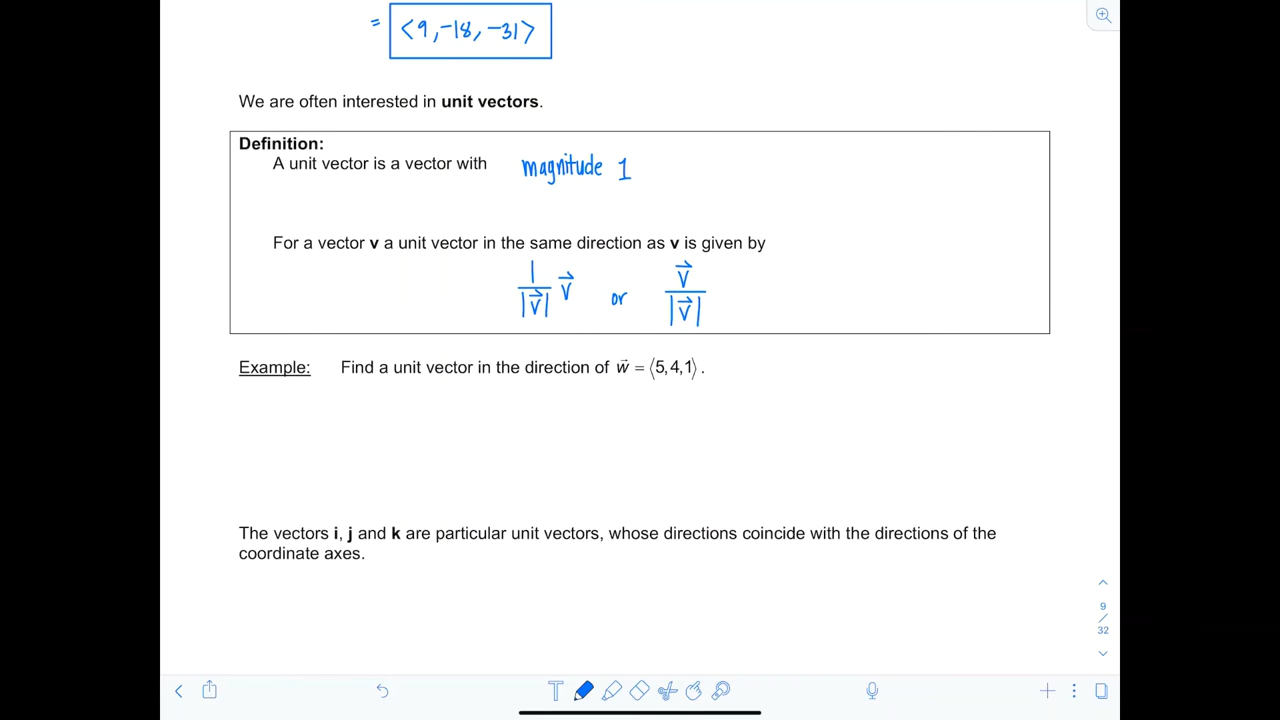 = ⟨9,-18,-31⟩
We are often interested in unit vectors.
Definition:
A unit vector is a vector with magnitude 1
For a vector v a unit vector in the same direction as v is given by
1/|v⃗| v⃗ or v⃗/|v⃗|
Example: Find a unit vector in the direction of w⃗ = ⟨5,4,1⟩.
The vectors i, j and k are particular unit vectors, whose directions coincide with the directions of the
coordinate axes.
9
/
32
T